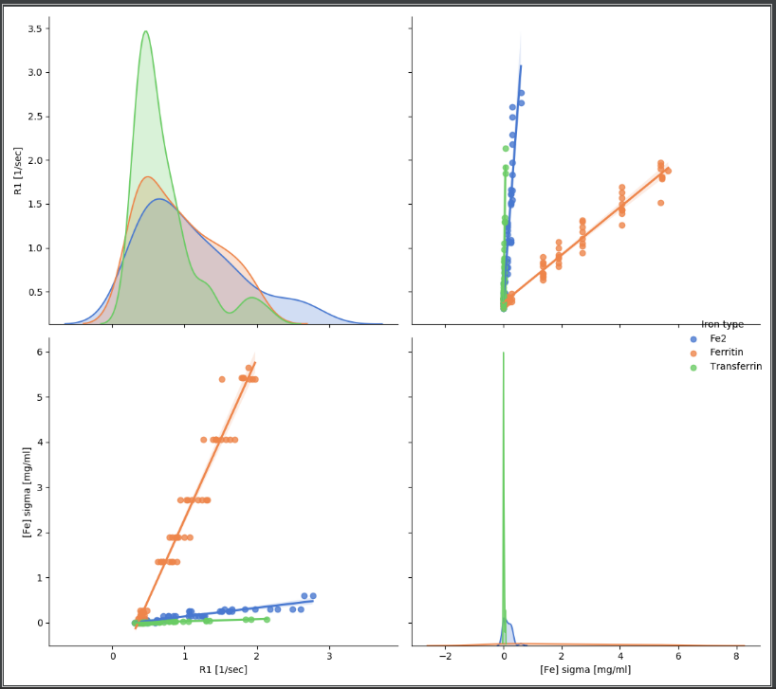 3.5
3.0
2.5
2.0
1.5
1.0
0.5
R1 [1/sec]
Iron type
Fe2
Ferritin
Transferrin
6
5
4
3
2
1
0
[Fe] sigma [mg/ml]
0 1 2 3
R1 [1/sec]
−2 0 2 4 6 8
[Fe] sigma [mg/ml]